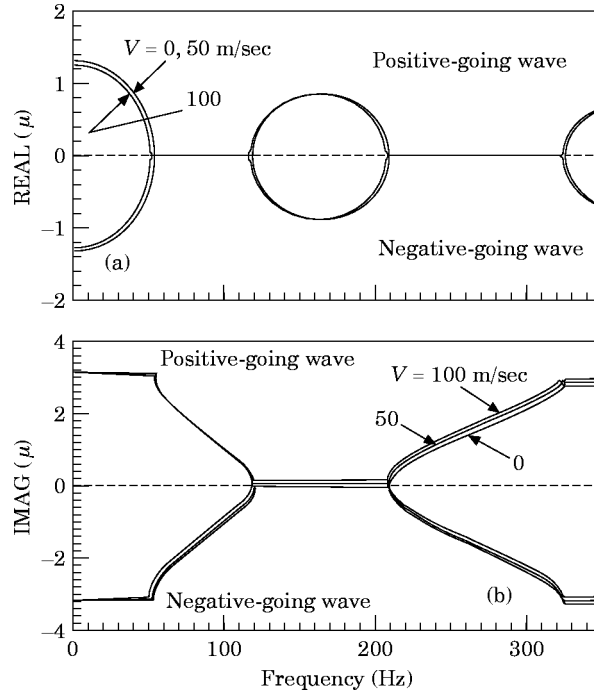 2
V = 0, 50 m/sec
Positive-going wave
1
100
REAL (μ)
0
−1
Negative-going wave
(a)
−2
4
Positive-going wave
V = 100 m/sec
2
50
0
IMAG (μ)
0
−2
Negative-going wave
(b)
−4
0
100
200
300
Frequency (Hz)